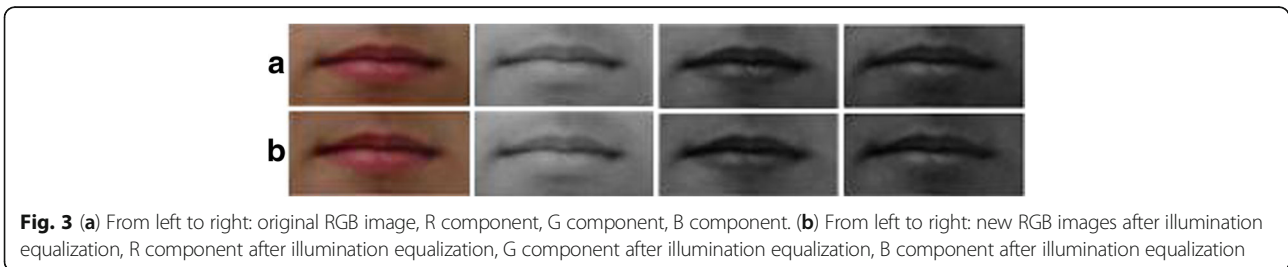 a
b
Fig. 3 (a) From left to right: original RGB image, R component, G component, B component. (b) From left to right: new RGB images after illumination
equalization, R component after illumination equalization, G component after illumination equalization, B component after illumination equalization